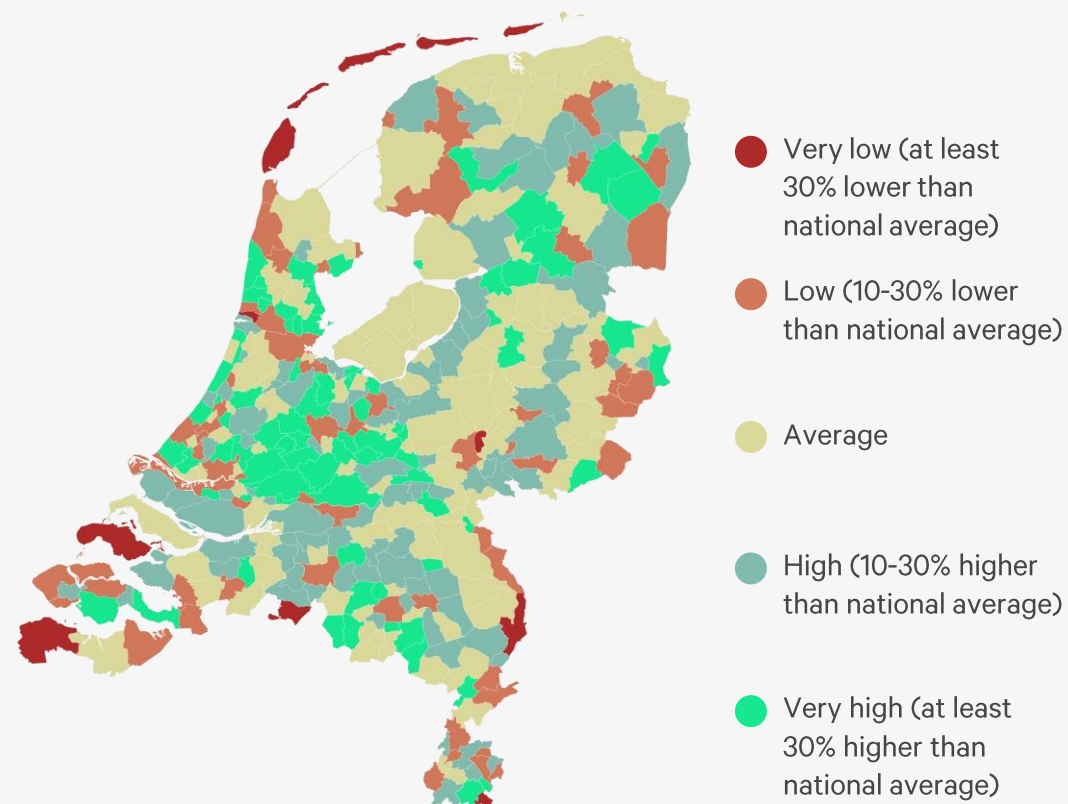 Very low (at least
30% lower than
national average)
Low (10-30% lower
than national average)
Average
High (10-30% higher
than national average)
Very high (at least
30% higher than
national average)